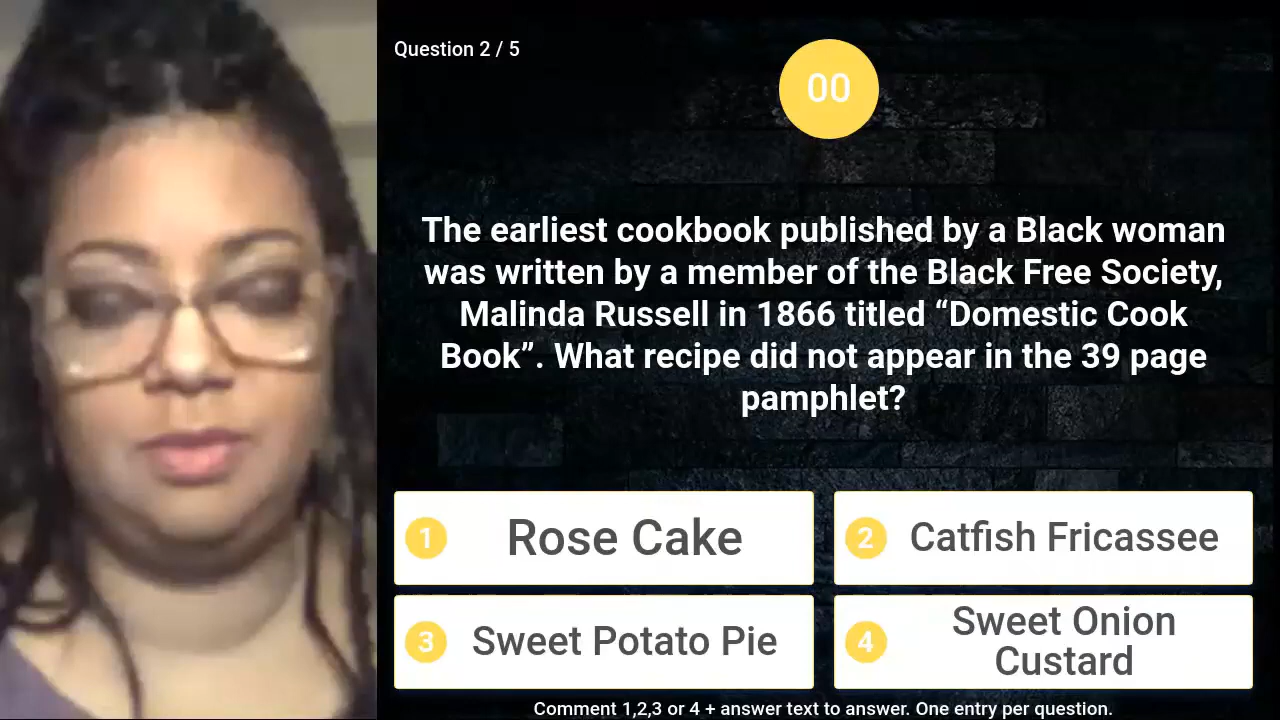 Question 2 / 5
00
The earliest cookbook published by a Black woman
was written by a member of the Black Free Society,
Malinda Russell in 1866 titled “Domestic Cook
Book”. What recipe did not appear in the 39 page
pamphlet?
1 Rose Cake
2 Catfish Fricassee
3 Sweet Potato Pie
4 Sweet Onion
Custard
Comment 1,2,3 or 4 + answer text to answer. One entry per question.